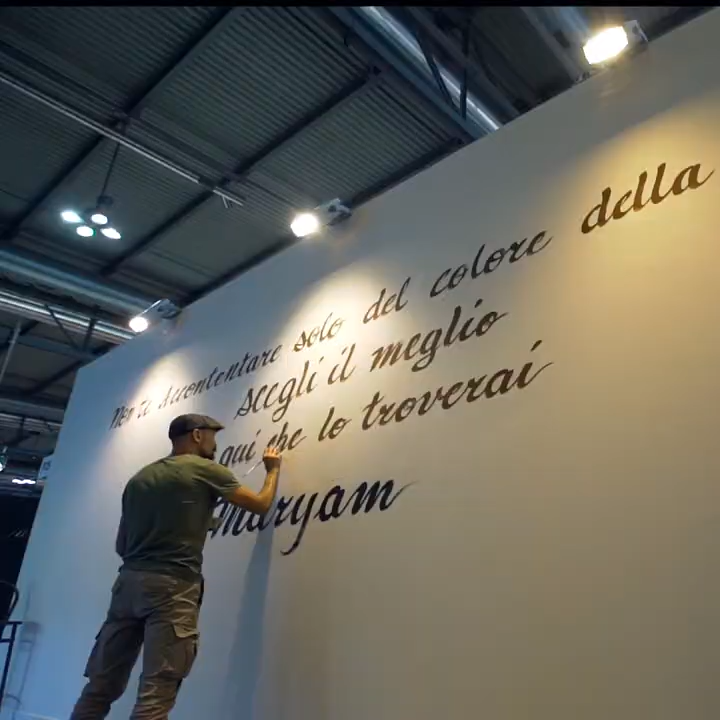 Non ti accontentare solo del colore della
scegli il meglio
qui che lo troverai
maryam